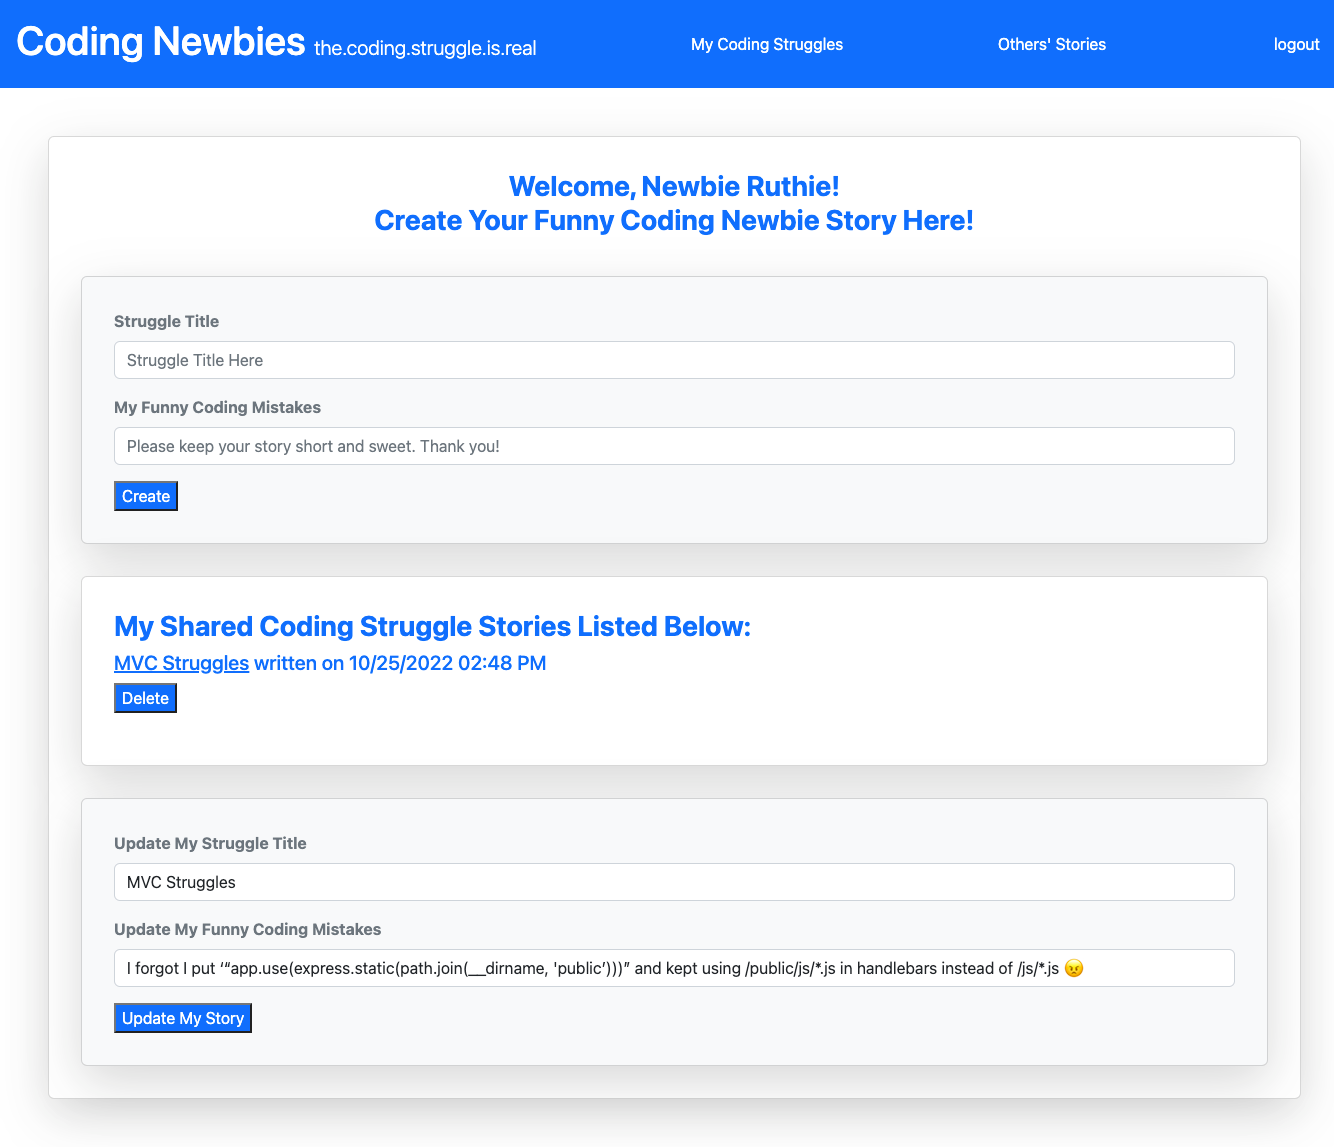 Coding Newbies the.coding.struggle.is.real
My Coding Struggles
Others' Stories
logout
Welcome, Newbie Ruthie!
Create Your Funny Coding Newbie Story Here!
Struggle Title
Struggle Title Here
My Funny Coding Mistakes
Please keep your story short and sweet. Thank you!
Create
My Shared Coding Struggle Stories Listed Below:
MVC Struggles written on 10/25/2022 02:48 PM
Delete
Update My Struggle Title
MVC Struggles
Update My Funny Coding Mistakes
I forgot I put ‘“app.use(express.static(path.join(__dirname, 'public’)))” and kept using /public/js/*.js in handlebars instead of /js/*.js 😠
Update My Story